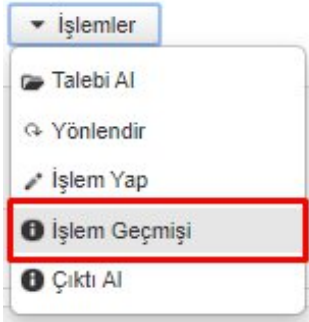 İşlemler
Talebi Al
Yönlendir
İşlem Yap
İşlem Geçmişi
Çıktı Al